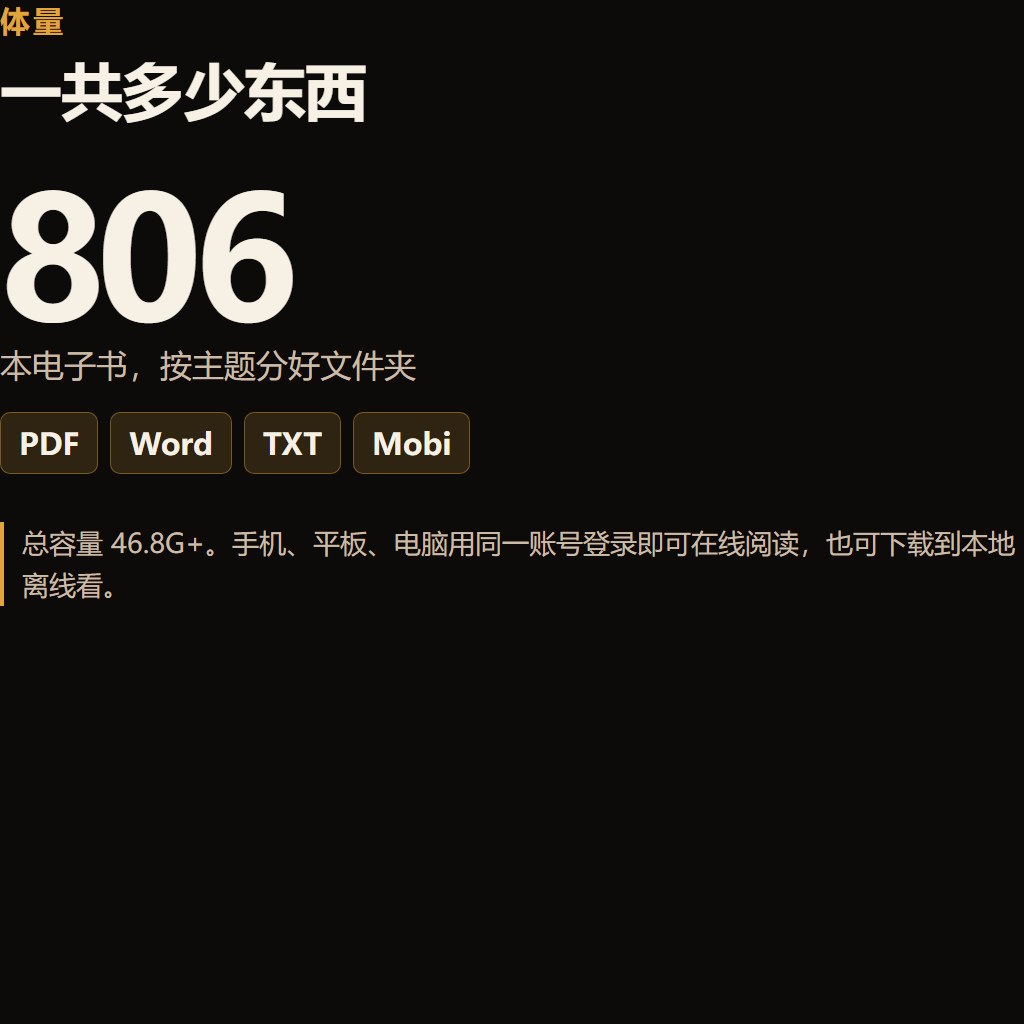 体量
一共多少东西
806
本电子书，按主题分好文件夹
PDF Word TXT Mobi
总容量 46.8G+。手机、平板、电脑用同一账号登录即可在线阅读，也可下载到本地
离线看。